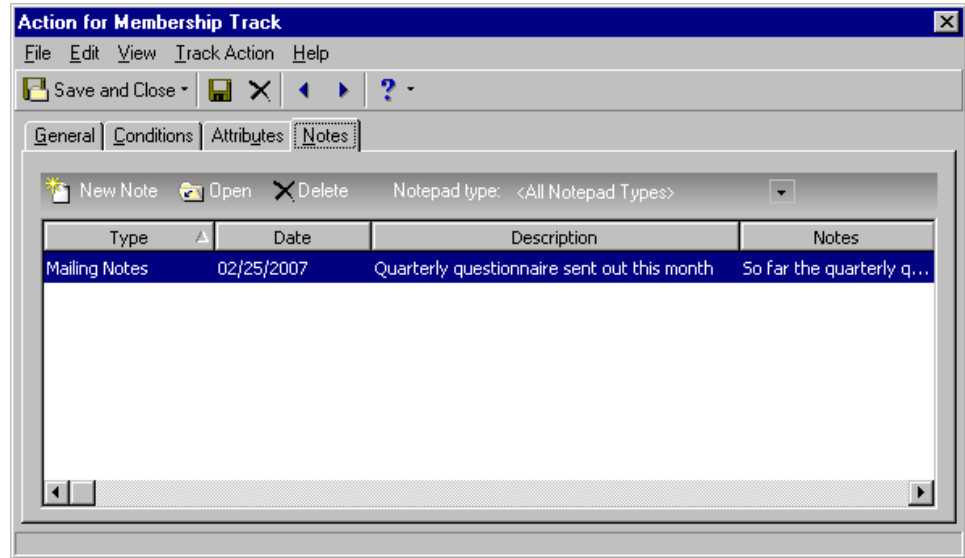 Action for Membership Track
File Edit View Track Action Help
Save and Close ?
General Conditions Attributes Notes
New Note Open Delete Notepad type: <All Notepad Types>
Type Date Description Notes
Mailing Notes 02/25/2007 Quarterly questionnaire sent out this month So far the quarterly q...